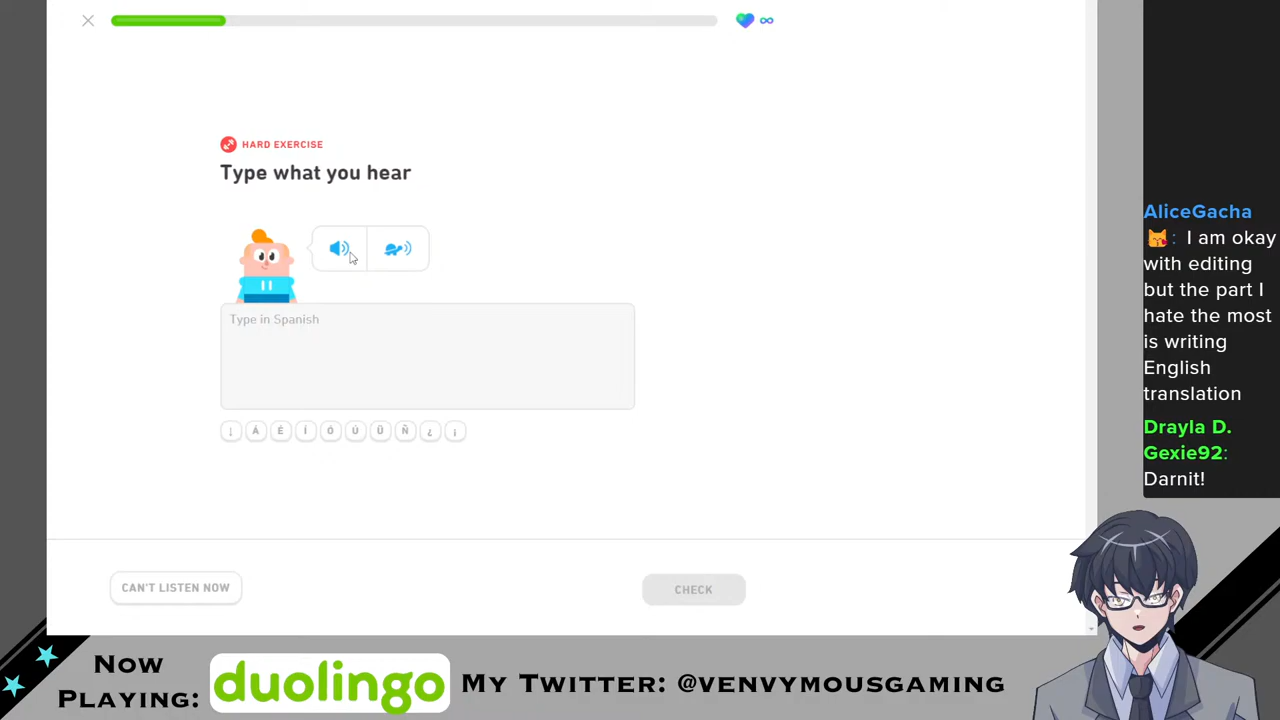 HARD EXERCISE
Type what you hear
Type in Spanish
Á É Í Ó Ú Ü Ñ ¿ ¡
CAN'T LISTEN NOW
CHECK
AliceGacha
: I am okay
with editing
but the part I
hate the most
is writing
English
translation
Drayla D.
Gexie92:
Darnit!
Now
Playing:
duolingo
My Twitter: @venvymousgaming